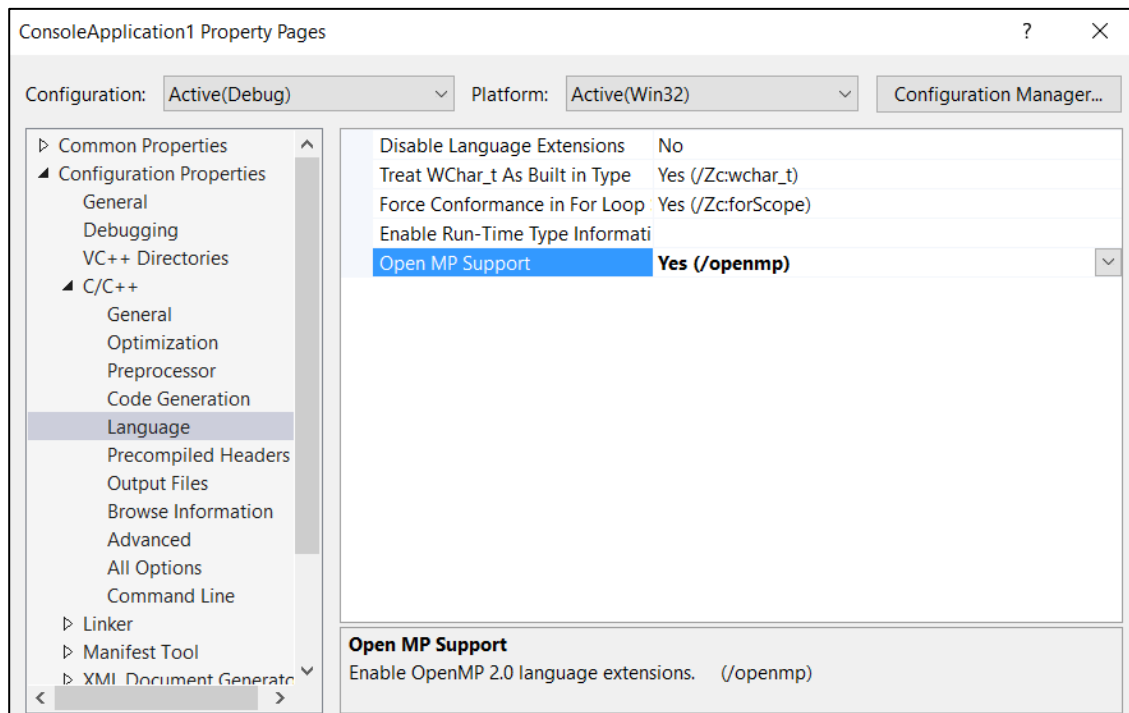 ConsoleApplication1 Property Pages
? ×
Configuration: Active(Debug) Platform: Active(Win32) Configuration Manager...
Common Properties
Configuration Properties
General
Debugging
VC++ Directories
C/C++
General
Optimization
Preprocessor
Code Generation
Language
Precompiled Headers
Output Files
Browse Information
Advanced
All Options
Command Line
Linker
Manifest Tool
XML Document Generatc
Disable Language Extensions No
Treat WChar_t As Built in Type Yes (/Zc:wchar_t)
Force Conformance in For Loop Yes (/Zc:forScope)
Enable Run-Time Type Informati
Open MP Support Yes (/openmp)
Open MP Support
Enable OpenMP 2.0 language extensions. (/openmp)